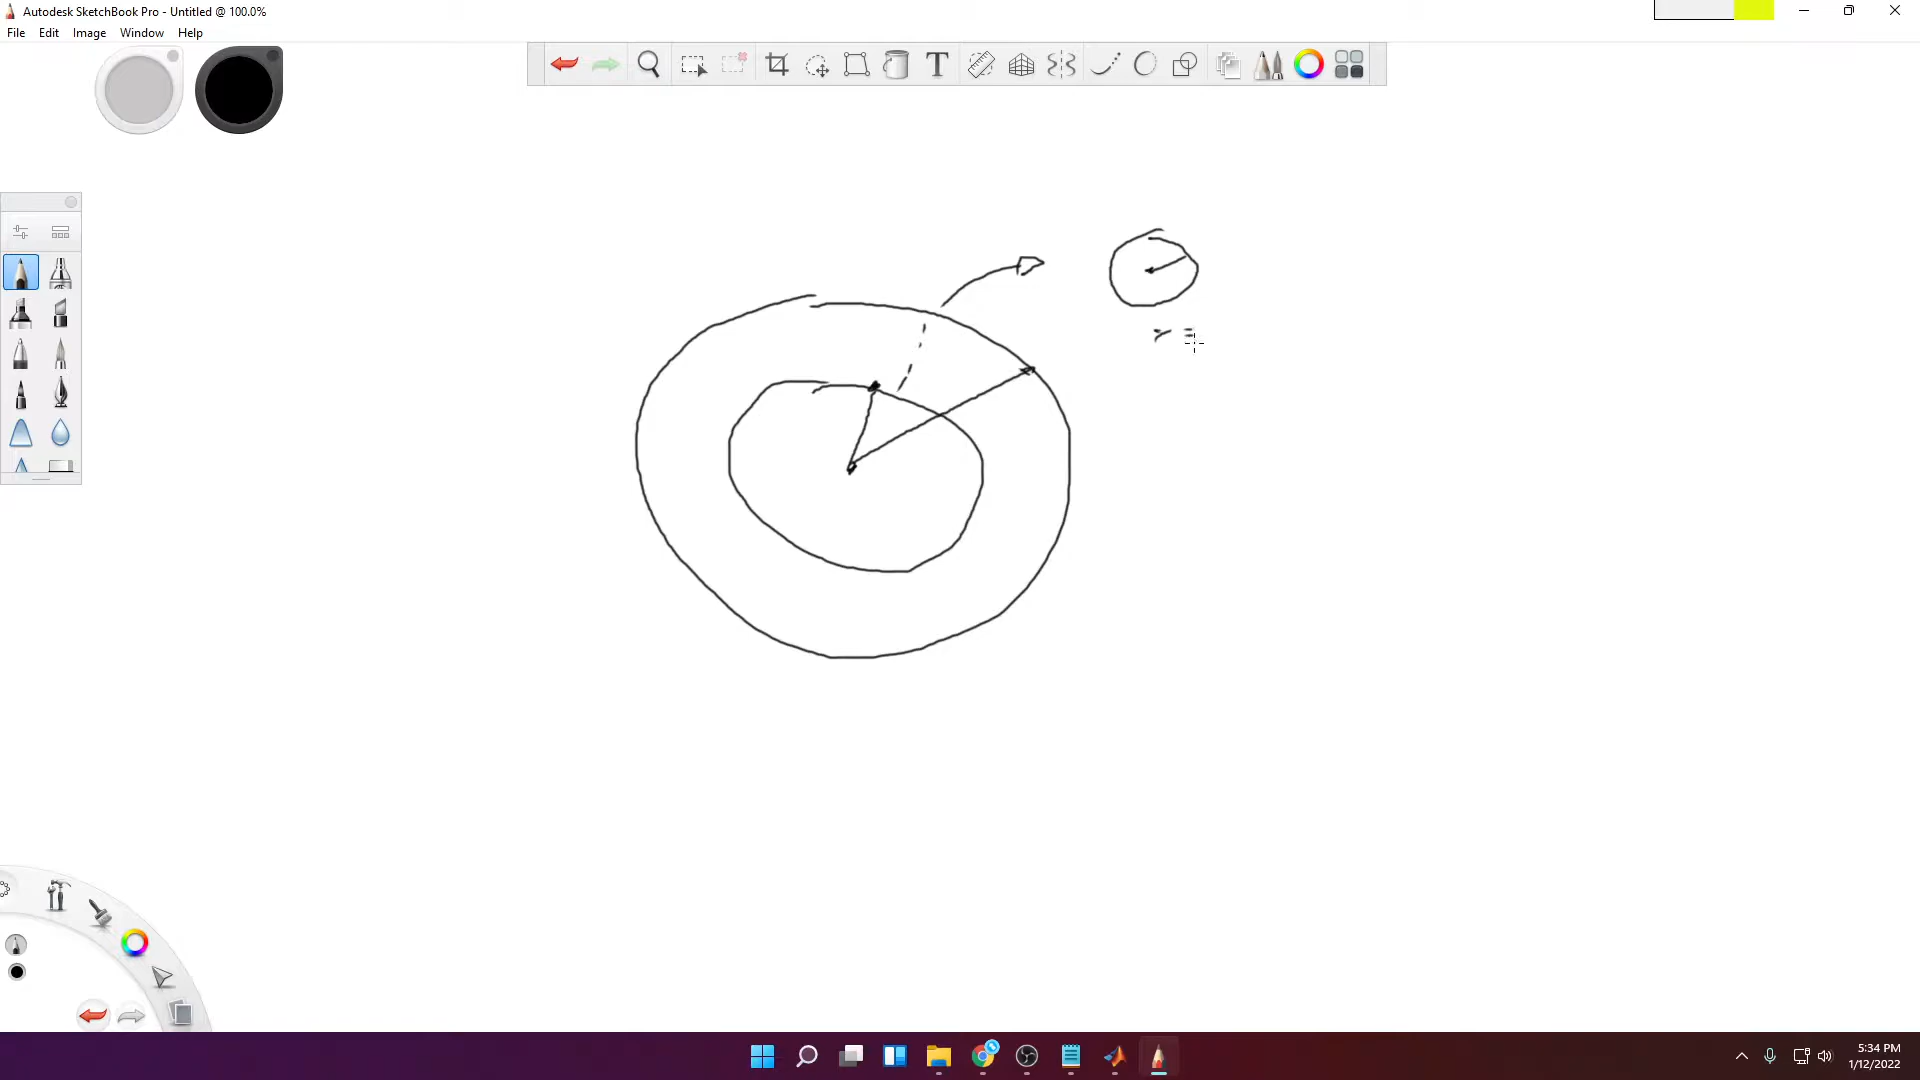 Autodesk SketchBook Pro - Untitled @ 100.0%
File Edit Image Window Help
T
r =
5:34 PM
1/12/2022